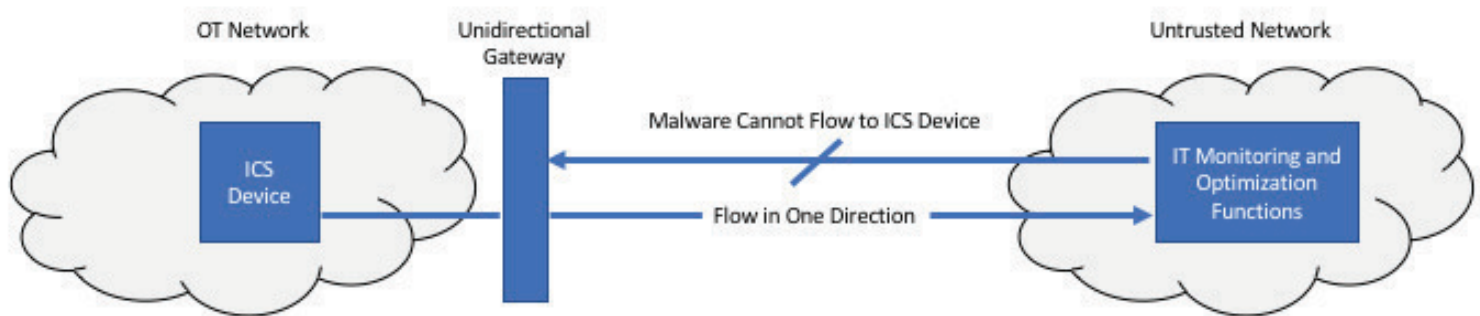 OT Network
Unidirectional
Gateway
Untrusted Network
Malware Cannot Flow to ICS Device
ICS
Device
IT Monitoring and
Optimization
Functions
Flow in One Direction